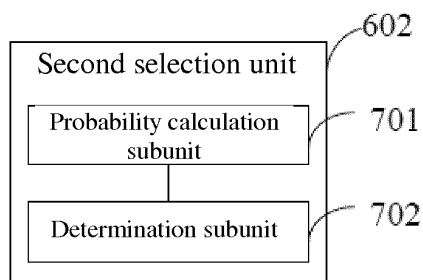 602
Second selection unit
Probability calculation
subunit
701
Determination subunit
702